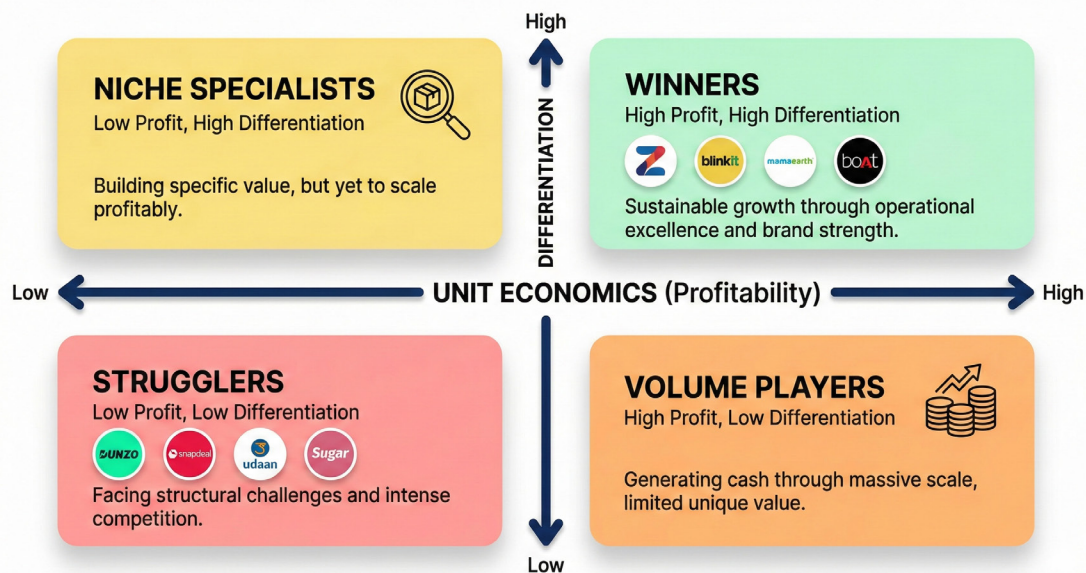 High
NICHE SPECIALISTS
Low Profit, High Differentiation
Building specific value, but yet to scale
profitably.
DIFFERENTIATION
WINNERS
High Profit, High Differentiation
Z
blinkit
mamaearth
boAt
Sustainable growth through operational
excellence and brand strength.
Low
UNIT ECONOMICS (Profitability)
High
STRUGGLERS
Low Profit, Low Differentiation
DUNZO
snapdeal
udaan
Sugar
Facing structural challenges and intense
competition.
VOLUME PLAYERS
High Profit, Low Differentiation
Generating cash through massive scale,
limited unique value.
Low